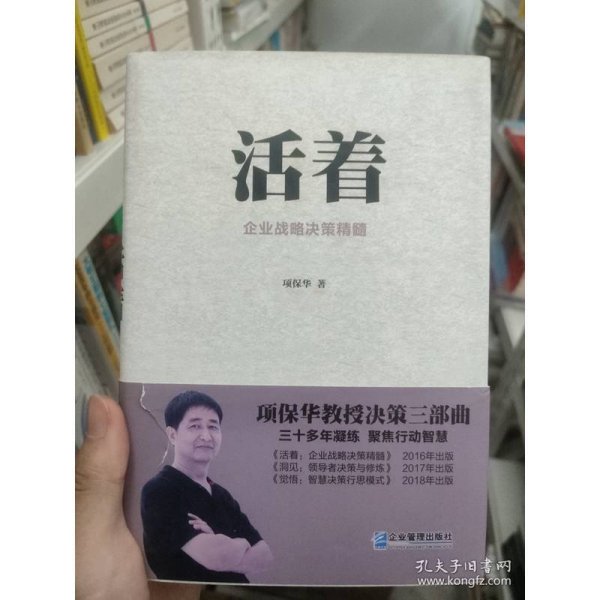 活着
企业战略决策精髓
项保华 著
项保华教授决策三部曲
三十多年凝练 聚焦行动智慧
《活着：企业战略决策精髓》 2016年出版
《洞见：领导者决策与修炼》 2017年出版
《觉悟：智慧决策行思模式》 2018年出版
企业管理出版社
孔夫子旧书网
www.kongfz.com